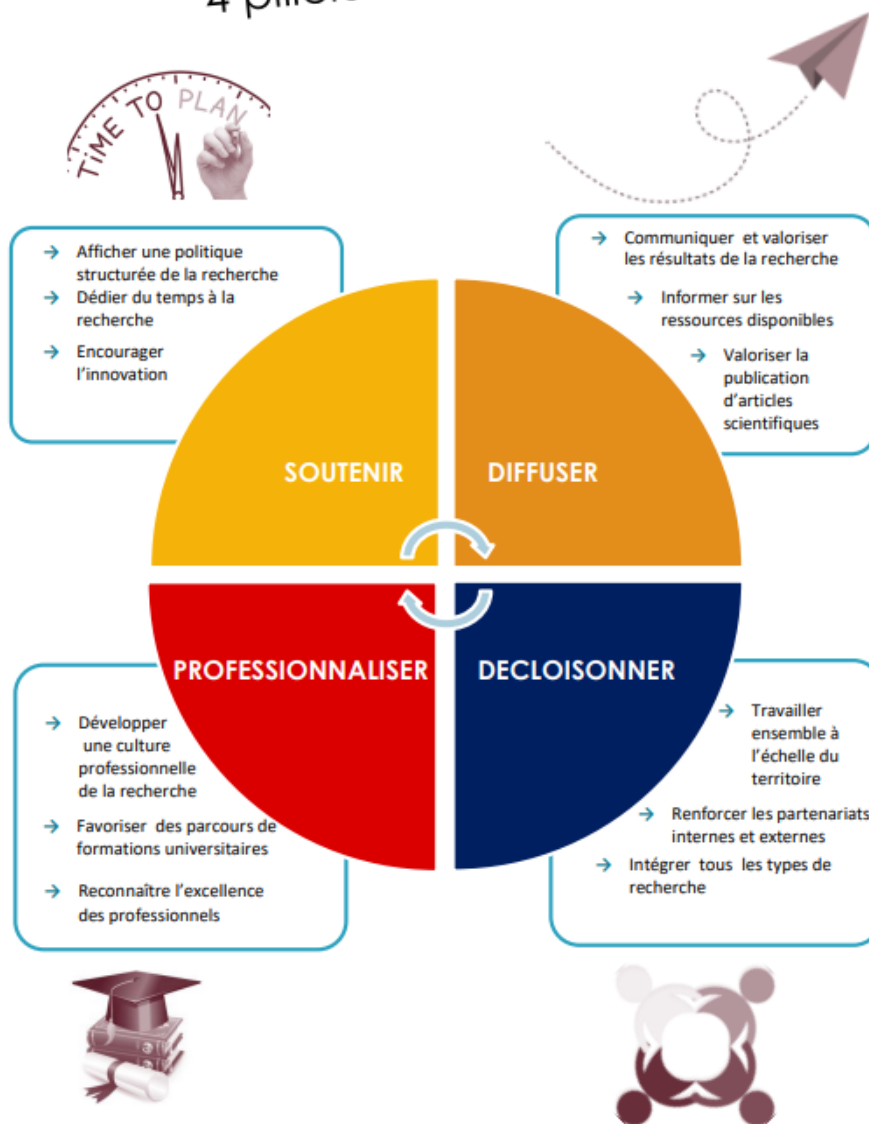 4
TIME TO PLAN
→ Afficher une politique
structurée de la recherche
→ Dédier du temps à la
recherche
→ Encourager
l'innovation
→ Communiquer et valoriser
les résultats de la recherche
→ Informer sur les
ressources disponibles
→ Valoriser la
publication
d'articles
scientifiques
SOUTENIR
DIFFUSER
PROFESSIONNALISER
DECLOISONNER
→ Développer
une culture
professionnelle
de la recherche
→ Favoriser des parcours de
formations universitaires
→ Reconnaître l'excellence
des professionnels
→ Travailler
ensemble à
l'échelle du
territoire
→ Renforcer les partenariats
internes et externes
→ Intégrer tous les types de
recherche